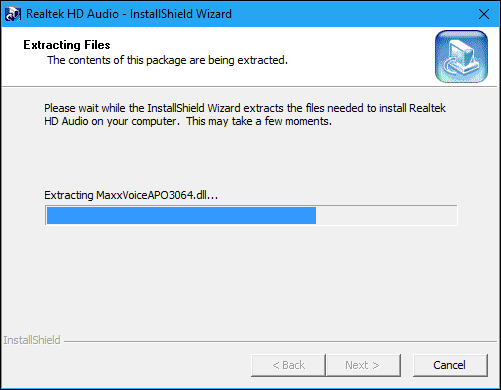 Realtek HD Audio - InstallShield Wizard
Extracting Files
The contents of this package are being extracted.
Please wait while the InstallShield Wizard extracts the files needed to install Realtek
HD Audio on your computer.  This may take a few moments.
Extracting MaxxVoiceAPO3064.dll...
InstallShield
< Back
Next >
Cancel